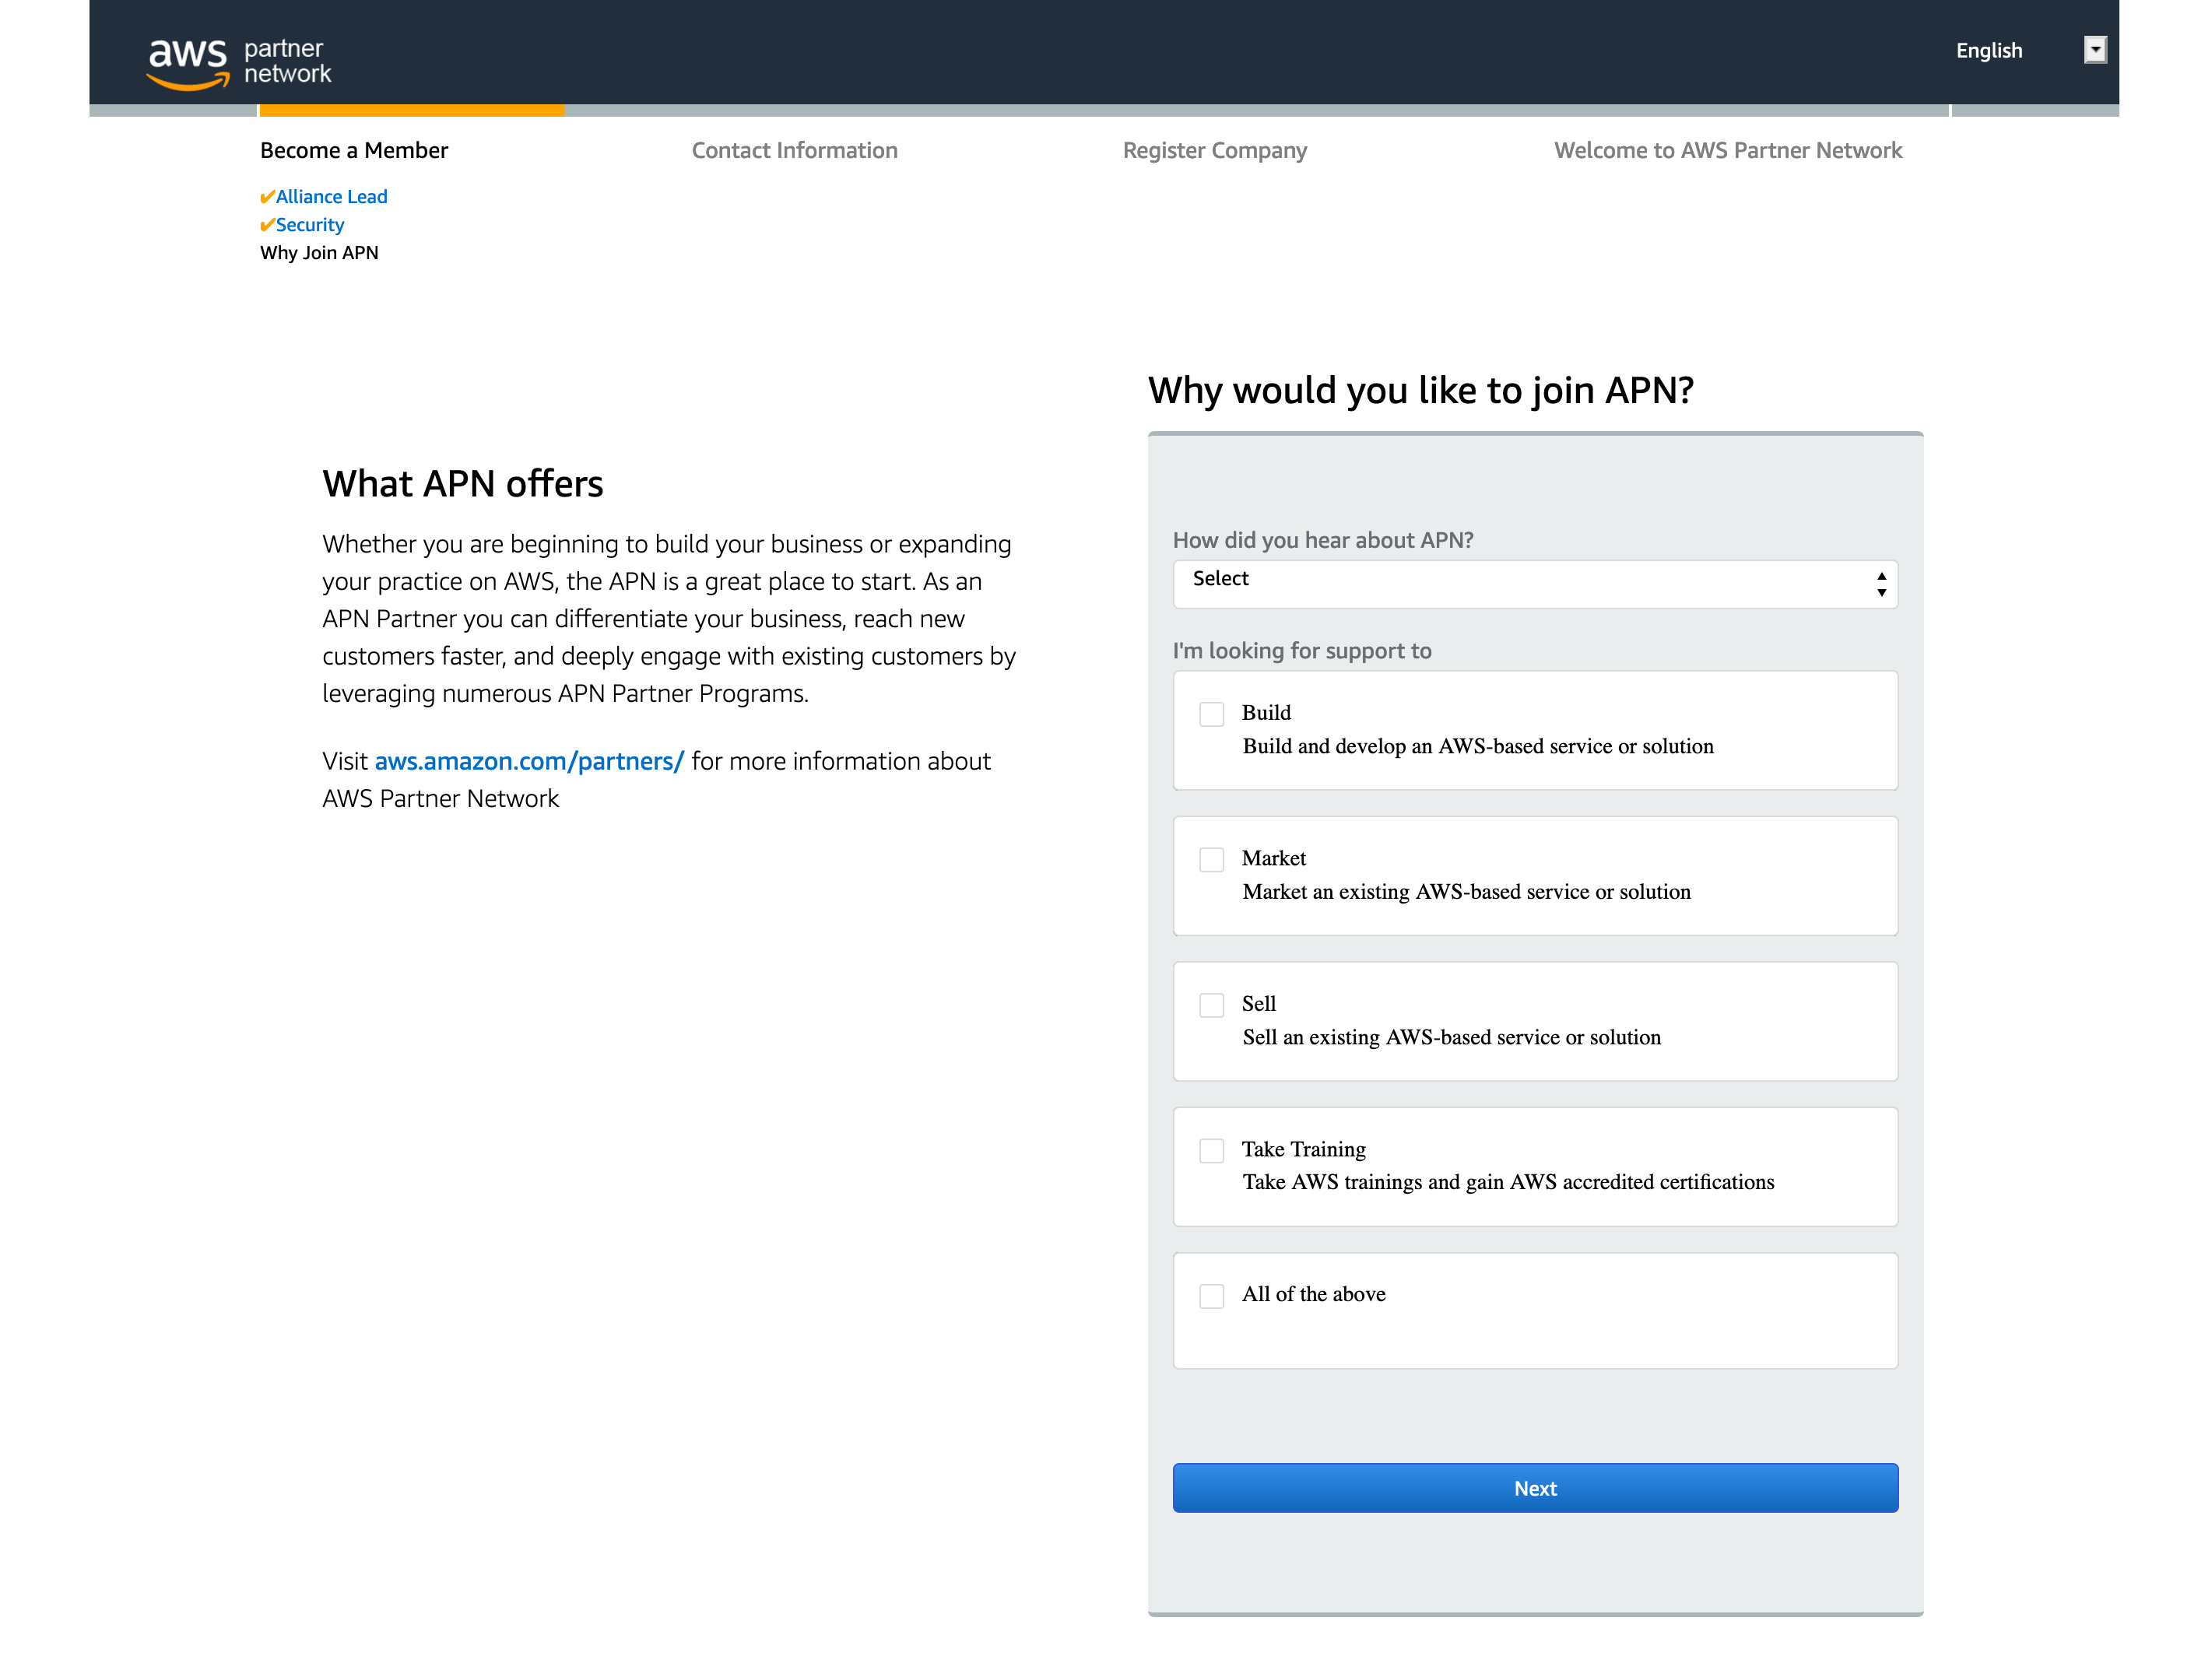 aws partner
network
English
Become a Member
Contact Information
Register Company
Welcome to AWS Partner Network
✔Alliance Lead
✔Security
Why Join APN
What APN offers
Whether you are beginning to build your business or expanding
your practice on AWS, the APN is a great place to start. As an
APN Partner you can differentiate your business, reach new
customers faster, and deeply engage with existing customers by
leveraging numerous APN Partner Programs.
Visit aws.amazon.com/partners/ for more information about
AWS Partner Network
Why would you like to join APN?
How did you hear about APN?
Select
I'm looking for support to
Build
Build and develop an AWS-based service or solution
Market
Market an existing AWS-based service or solution
Sell
Sell an existing AWS-based service or solution
Take Training
Take AWS trainings and gain AWS accredited certifications
All of the above
Next